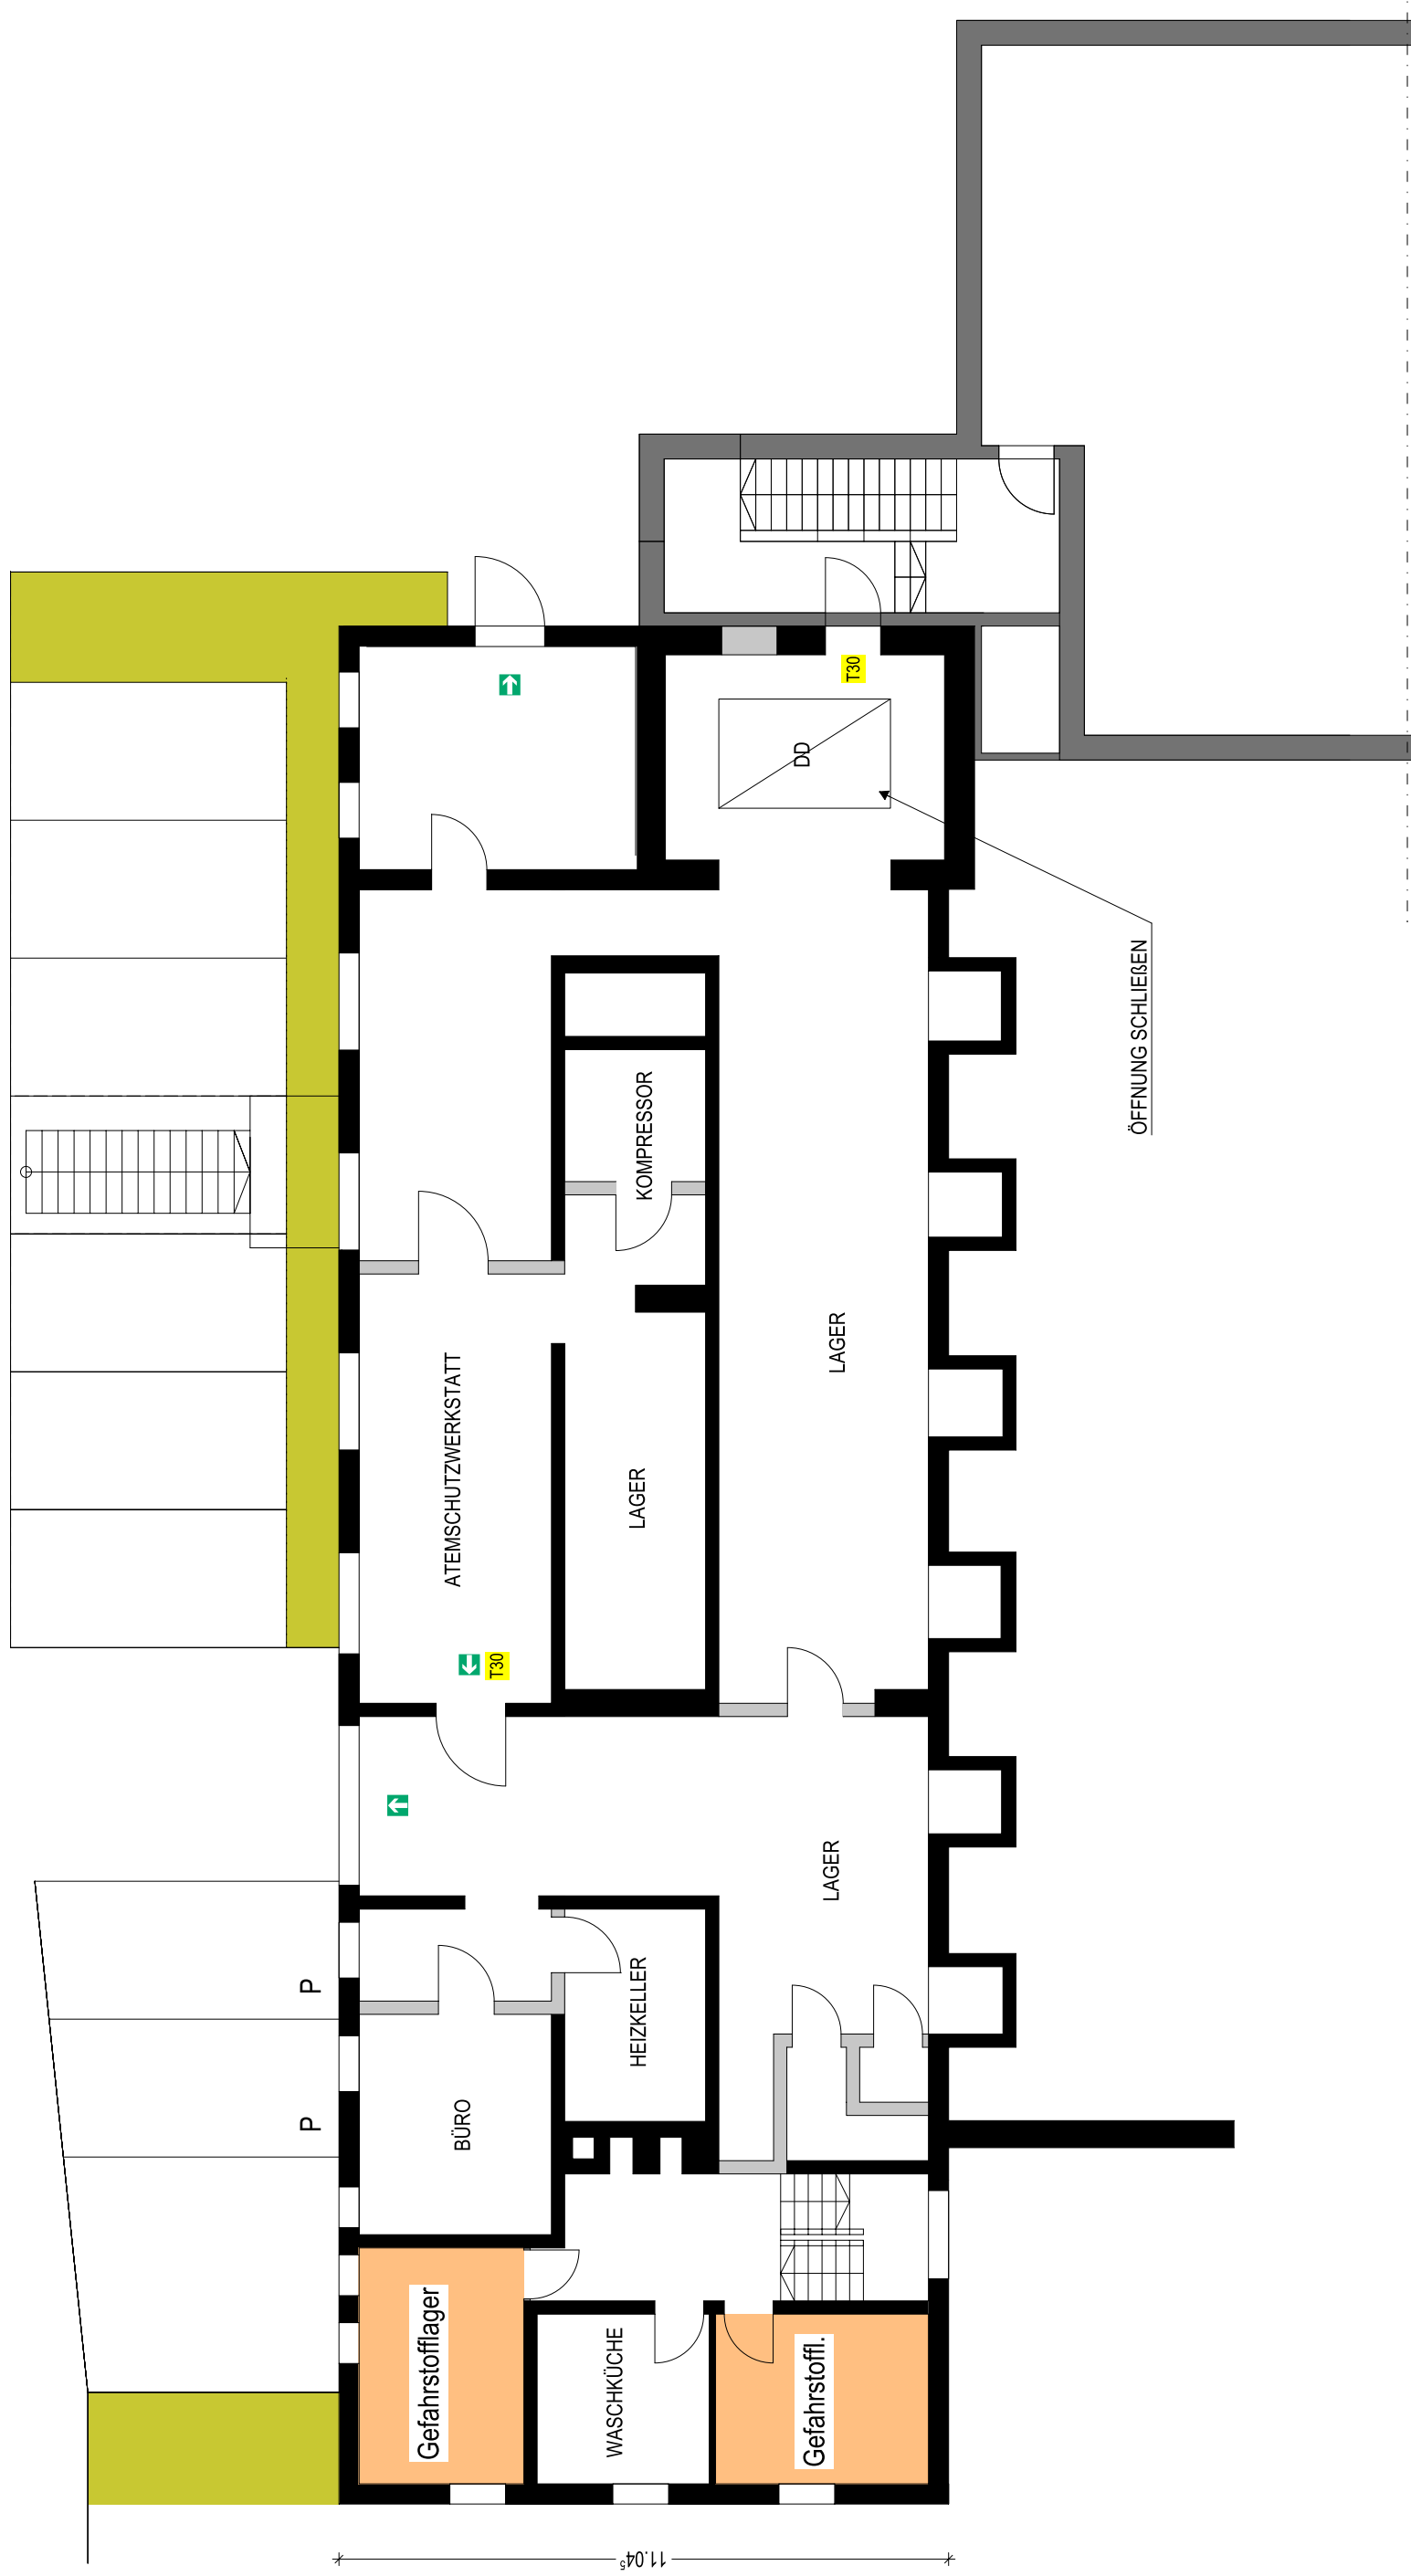 T30
DD
ÖFFNUNG SCHLIEßEN
KOMPRESSOR
LAGER
ATEMSCHUTZWERKSTATT
LAGER
T30
LAGER
P
HEIZKELLER
P
BÜRO
Gefahrstofflager
WASCHKÜCHE
Gefahrstoffl.
11.04⁵